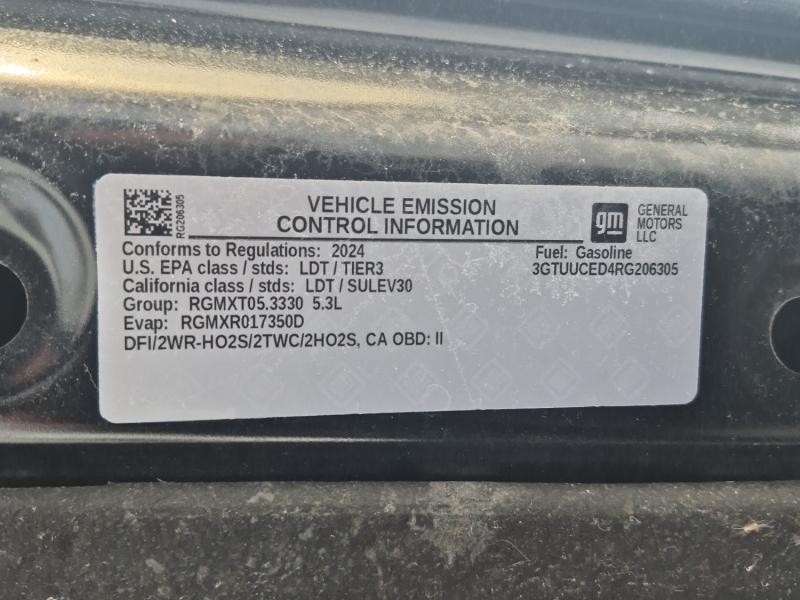 RG206305
VEHICLE EMISSION
CONTROL INFORMATION
gm
GENERAL
MOTORS
LLC
Conforms to Regulations: 2024
Fuel: Gasoline
U.S. EPA class / stds: LDT / TIER3
3GTUUCED4RG206305
California class / stds: LDT / SULEV30
Group: RGMXT05.3330 5.3L
Evap: RGMXR017350D
DFI/2WR-HO2S/2TWC/2HO2S, CA OBD: II